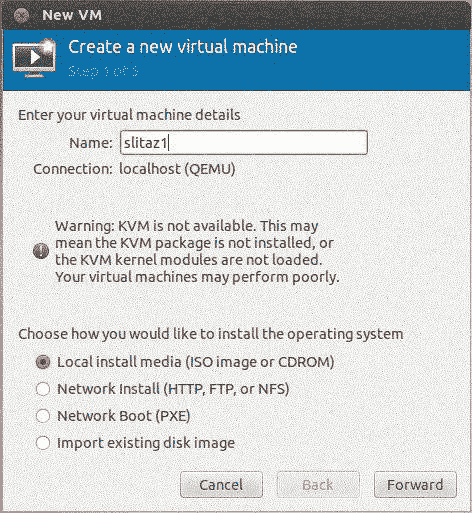 New VM
Create a new virtual machine
Step 1 of 5
Enter your virtual machine details
Name: slitaz1
Connection: localhost (QEMU)
Warning: KVM is not available. This may
mean the KVM package is not installed, or
the KVM kernel modules are not loaded.
Your virtual machines may perform poorly.
Choose how you would like to install the operating system
Local install media (ISO image or CDROM)
Network Install (HTTP, FTP, or NFS)
Network Boot (PXE)
Import existing disk image
Cancel Back Forward